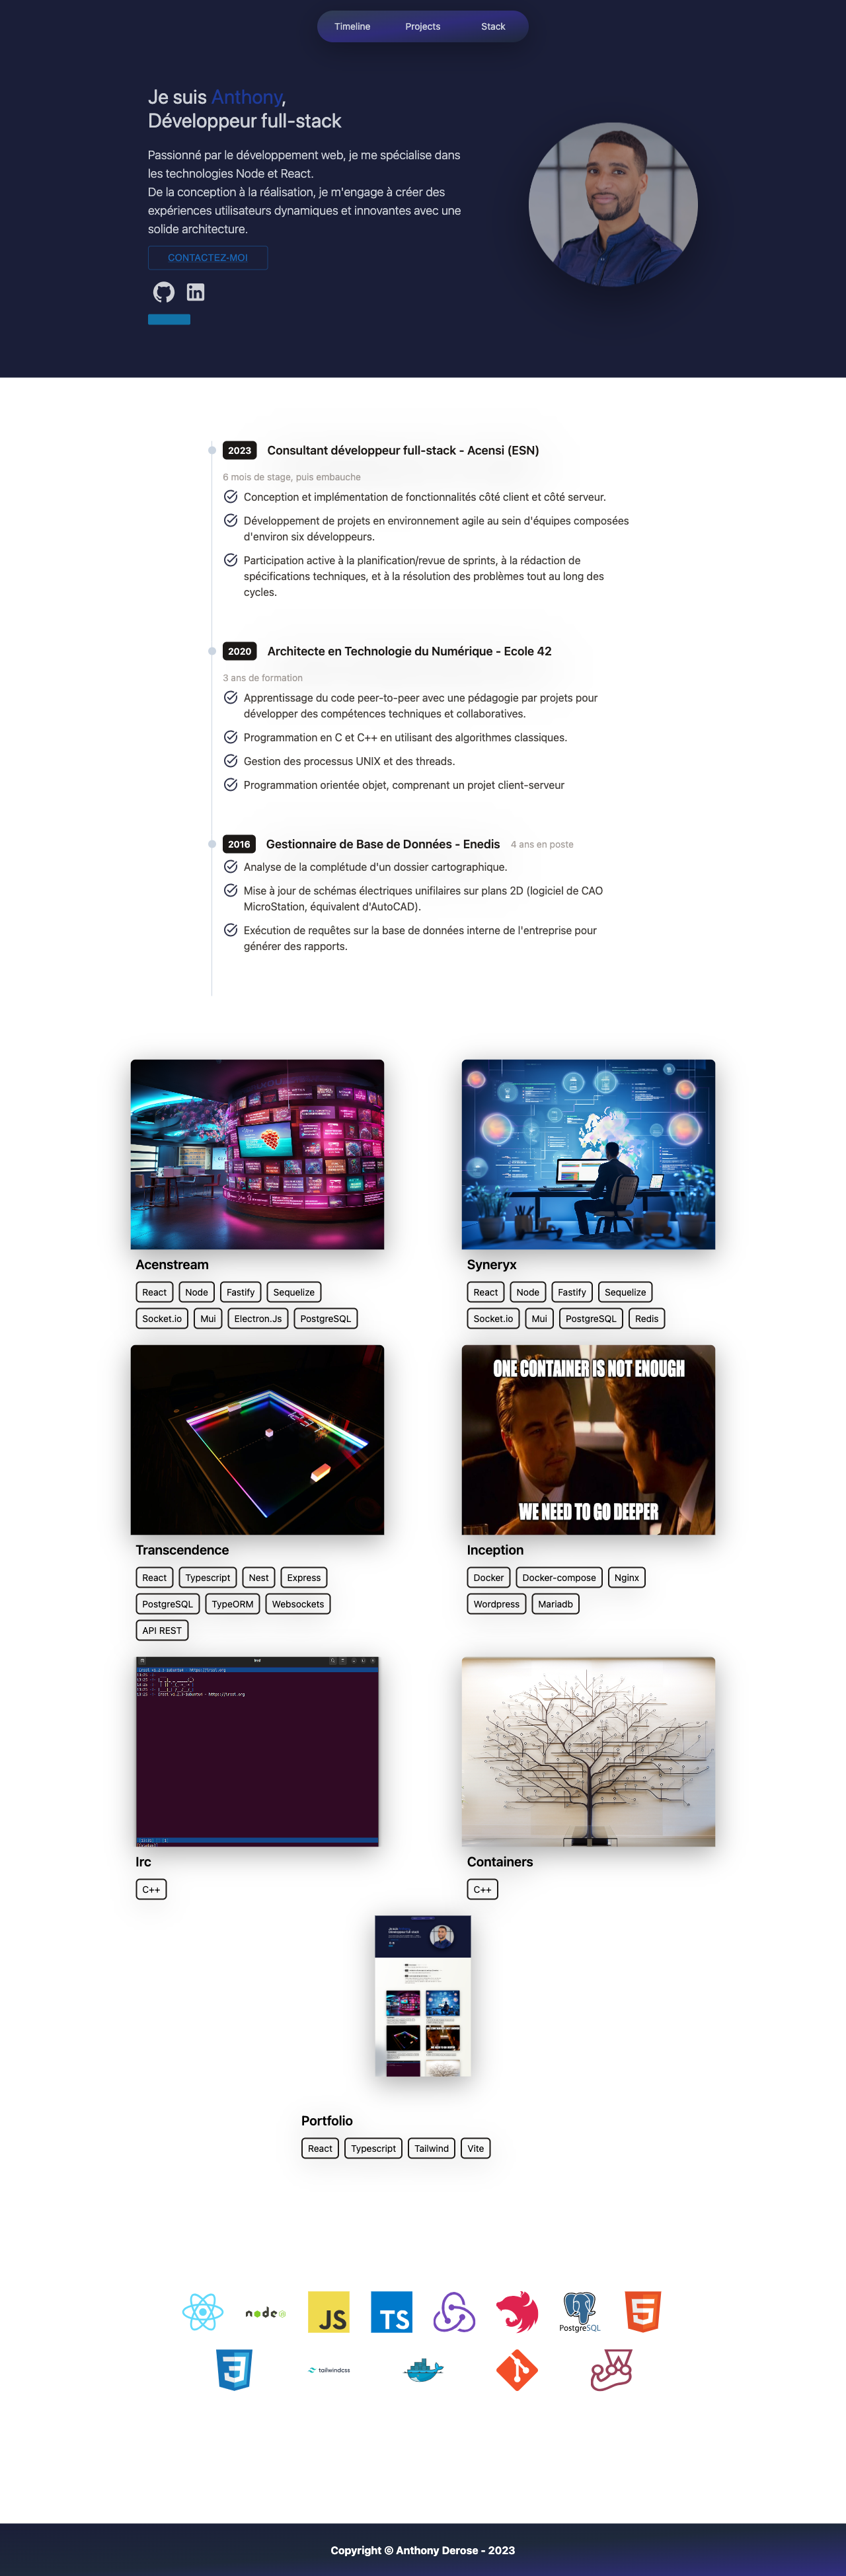 Timeline Projects Stack
Je suis Anthony,
Développeur full-stack
Passionné par le développement web, je me spécialise dans
les technologies Node et React.
De la conception à la réalisation, je m'engage à créer des
expériences utilisateurs dynamiques et innovantes avec une
solide architecture.
CONTACTEZ-MOI
in
2023 Consultant développeur full-stack - Acensi (ESN)
6 mois de stage, puis embauche
Conception et implémentation de fonctionnalités côté client et côté serveur.
Développement de projets en environnement agile au sein d'équipes composées
d'environ six développeurs.
Participation active à la planification/revue de sprints, à la rédaction de
spécifications techniques, et à la résolution des problèmes tout au long des
cycles.
2020 Architecte en Technologie du Numérique - Ecole 42
3 ans de formation
Apprentissage du code peer-to-peer avec une pédagogie par projets pour
développer des compétences techniques et collaboratives.
Programmation en C et C++ en utilisant des algorithmes classiques.
Gestion des processus UNIX et des threads.
Programmation orientée objet, comprenant un projet client-serveur
2016 Gestionnaire de Base de Données - Enedis 4 ans en poste
Analyse de la complétude d'un dossier cartographique.
Mise à jour de schémas électriques unifilaires sur plans 2D (logiciel de CAO
MicroStation, équivalent d'AutoCAD).
Exécution de requêtes sur la base de données interne de l'entreprise pour
générer des rapports.
Acenstream
React Node Fastify Sequelize
Socket.io Mui Electron.Js PostgreSQL
Syneryx
React Node Fastify Sequelize
Socket.io Mui PostgreSQL Redis
Transcendence
React Typescript Nest Express
PostgreSQL TypeORM Websockets
API REST
ONE CONTAINER IS NOT ENOUGH
WE NEED TO GO DEEPER
Inception
Docker Docker-compose Nginx
Wordpress Mariadb
Irc
C++
Containers
C++
Portfolio
React Typescript Tailwind Vite
node JS TS PostgreSQL 5
3 tailwindcss
Copyright © Anthony Derose - 2023